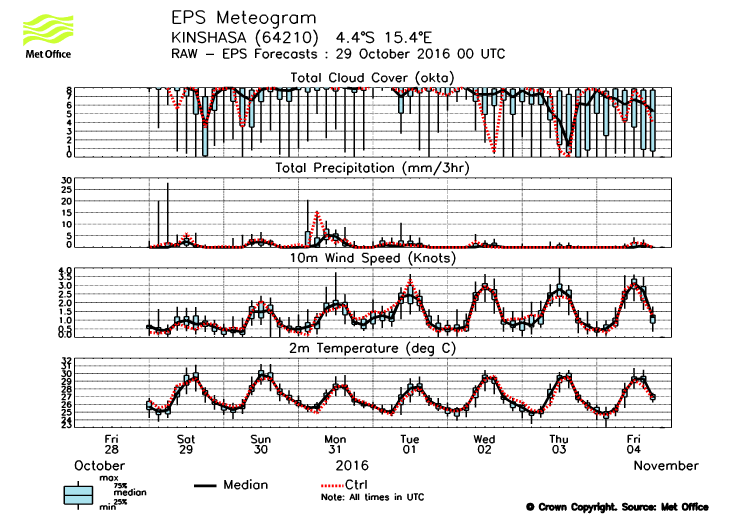 EPS Meteogram
KINSHASA (64210) 4.4°S 15.4°E
RAW – EPS Forecasts : 29 October 2016 00 UTC
Met Office
Total Cloud Cover (okta)
8
7
6
5
4
3
2
1
0
Total Precipitation (mm/3hr)
30
25
20
15
10
5
0
10m Wind Speed (Knots)
4.0
3.5
3.0
2.5
2.0
1.5
1.0
0.5
0.0
2m Temperature (deg C)
32
31
30
29
28
27
26
25
24
23
Fri Sat Sun Mon Tue Wed Thu Fri
28 29 30 31 01 02 03 04
October 2016 November
max
75%
median
25%
min
Median
Ctrl
Note: All times in UTC
© Crown Copyright. Source: Met Office